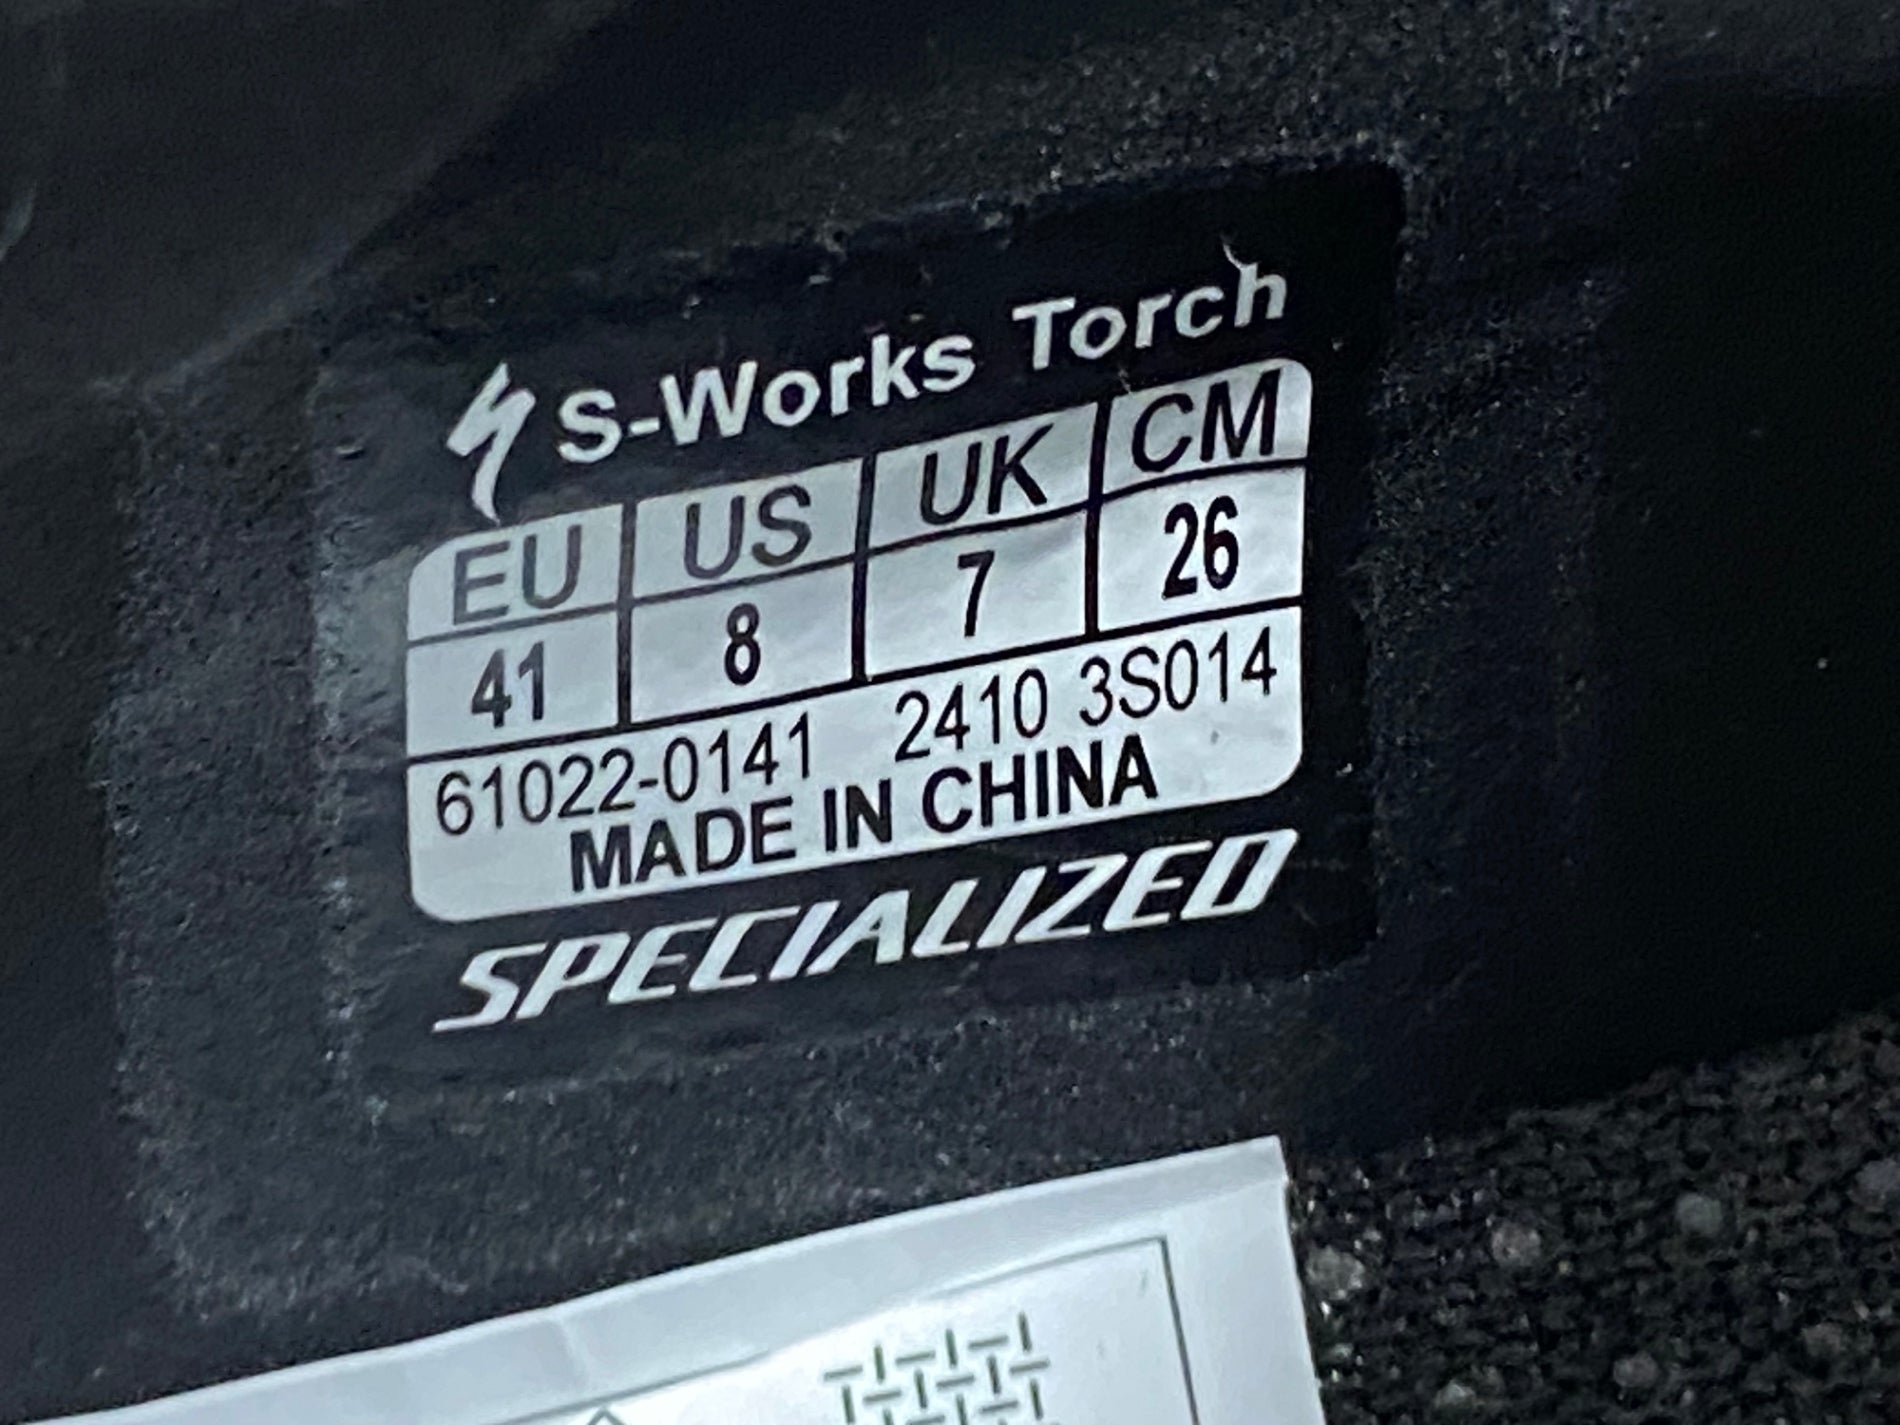 S-Works Torch
EU US UK CM
41 8 7 26
61022-0141 2410 3S014
MADE IN CHINA
SPECIALIZED